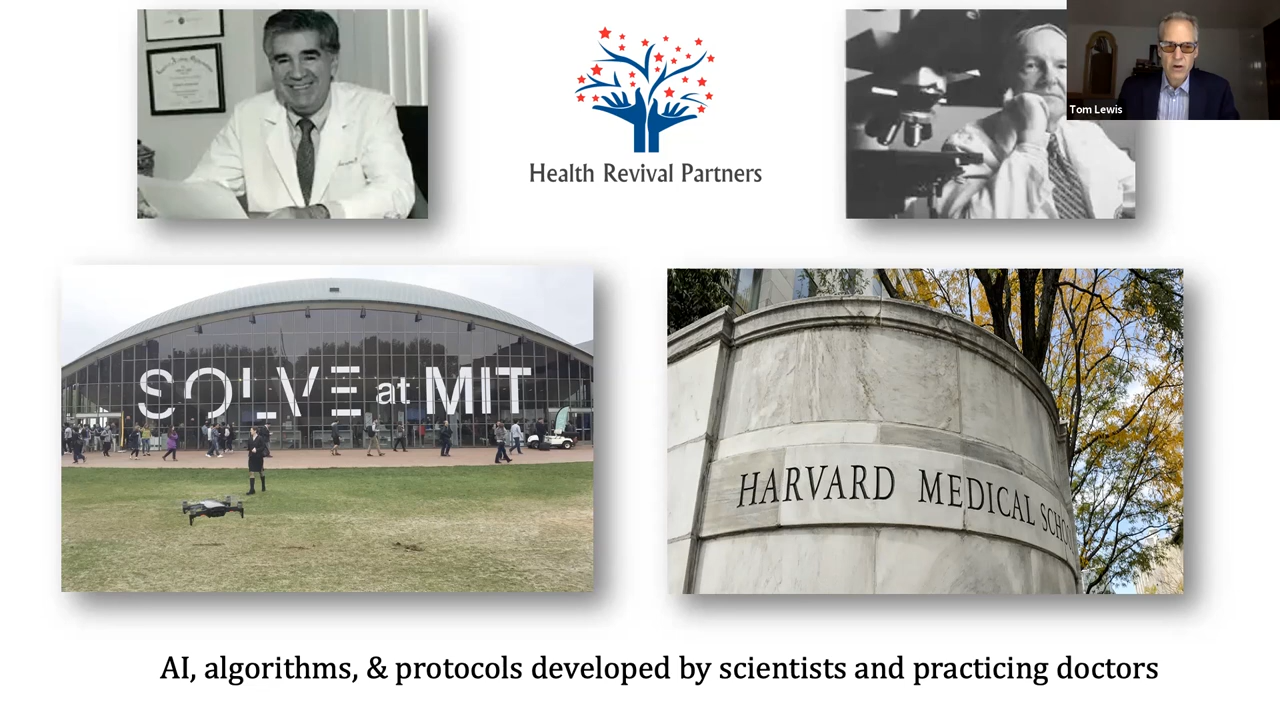 Health Revival Partners
Tom Lewis
SOLVE at MIT
HARVARD MEDICAL SCHOO
AI, algorithms, & protocols developed by scientists and practicing doctors